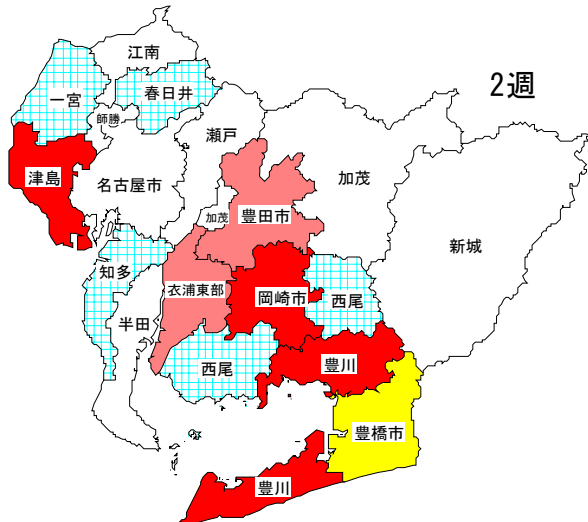 江南
2週
一宮
春日井
師勝
瀬戸
津島
名古屋市
加茂
加茂
豊田市
新城
知多
衣浦東部
岡崎市
西尾
半田
西尾
豊川
豊橋市
豊川